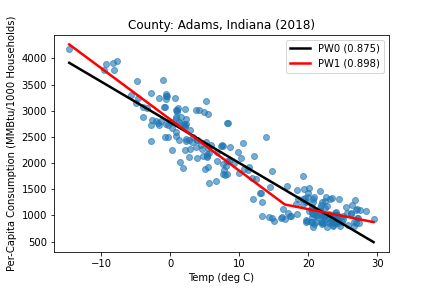 County: Adams, Indiana (2018)
Per-Capita Consumption (MMBtu/1000 Households)
4000
3500
3000
2500
2000
1500
1000
500
PW0 (0.875)
PW1 (0.898)
−10 0 10 20 30
Temp (deg C)